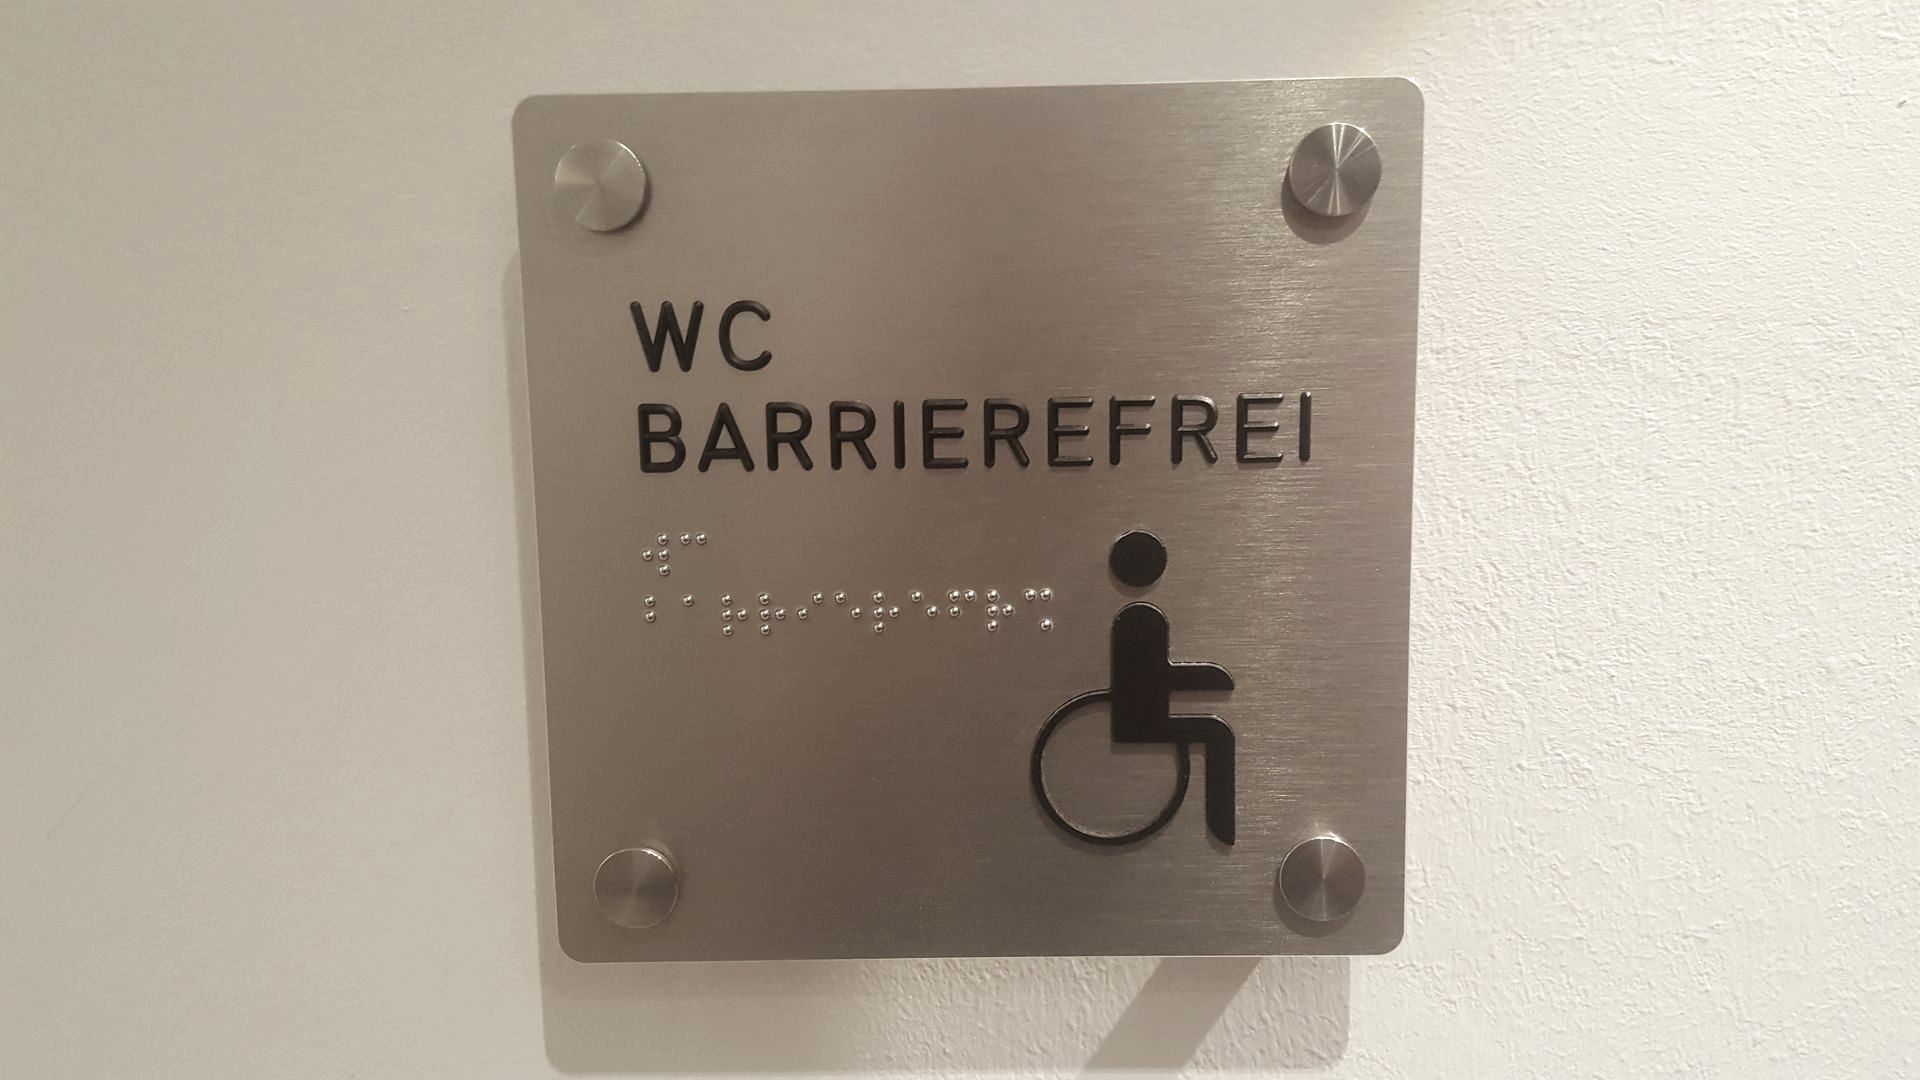 WC
BARRIEREFREI
⠺⠉
⠃⠁⠗⠗⠊⠑⠗⠑⠋⠗⠩